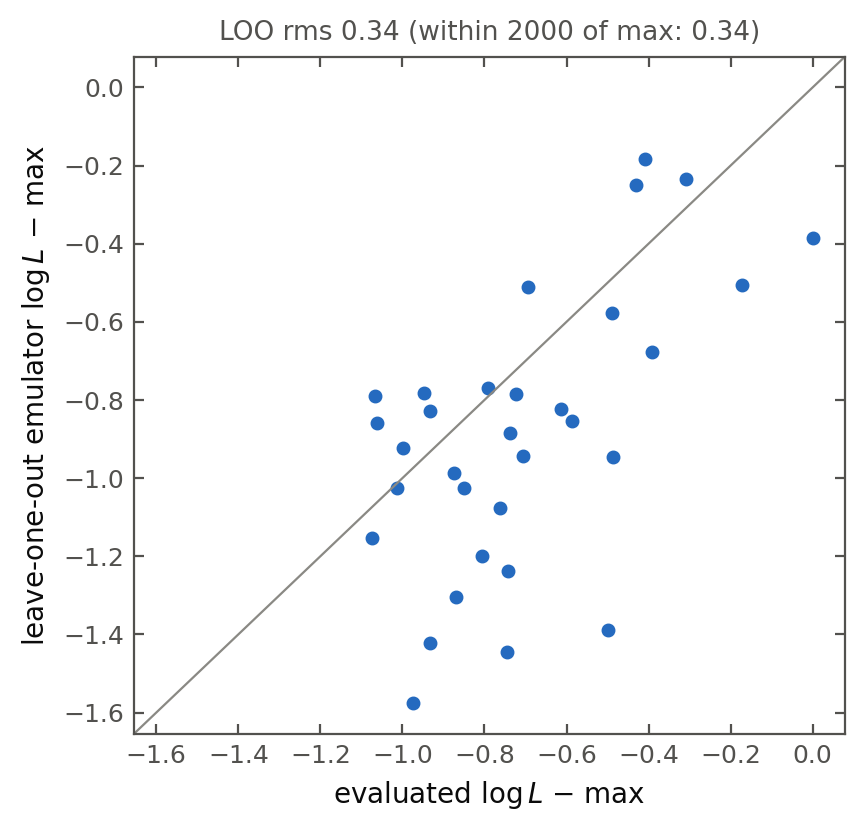 LOO rms 0.34 (within 2000 of max: 0.34)
leave-one-out emulator log L − max
0.0
−0.2
−0.4
−0.6
−0.8
−1.0
−1.2
−1.4
−1.6
−1.6 −1.4 −1.2 −1.0 −0.8 −0.6 −0.4 −0.2 0.0
evaluated log L − max